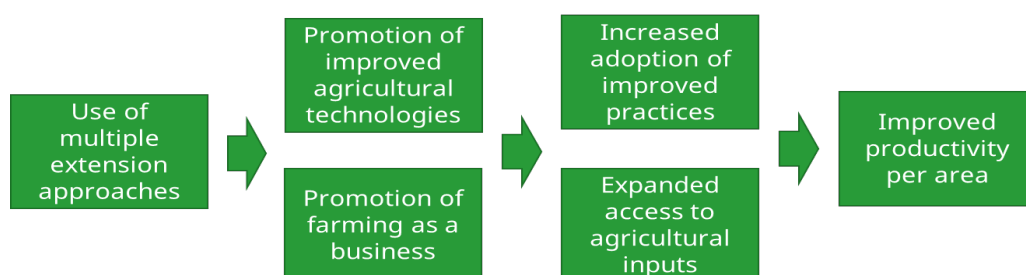 Use of
multiple
extension
approaches
Promotion of
improved
agricultural
technologies
Promotion of
farming as a
business
Increased
adoption of
improved
practices
Expanded
access to
agricultural
inputs
Improved
productivity
per area